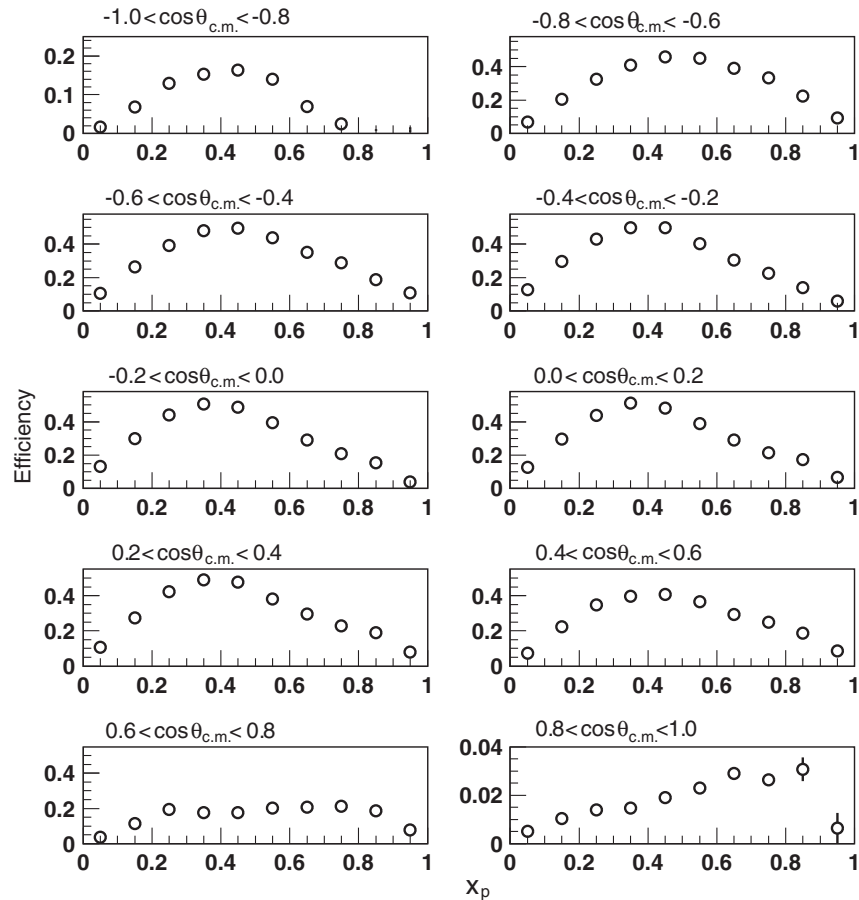 -1.0<cosθc.m.<-0.8
-0.8<cosθc.m.<-0.6
0.2
0.1
0
0.2 0.4 0.6 0.8 1
0.4
0.2
0
0 0.2 0.4 0.6 0.8 1
-0.6<cosθc.m.<-0.4
-0.4<cosθc.m.<-0.2
0.4
0.2
0
0 0.2 0.4 0.6 0.8 1
0.4
0.2
0
0 0.2 0.4 0.6 0.8 1
Efficiency
-0.2<cosθc.m.<0.0
0.0<cosθc.m.<0.2
0.4
0.2
0
0 0.2 0.4 0.6 0.8 1
0.4
0.2
0
0 0.2 0.4 0.6 0.8 1
0.2<cosθc.m.<0.4
0.4<cosθc.m.<0.6
0.4
0.2
0
0 0.2 0.4 0.6 0.8 1
0.4
0.2
0
0 0.2 0.4 0.6 0.8 1
0.6<cosθc.m.<0.8
0.8<cosθc.m.<1.0
0.4
0.2
0
0 0.2 0.4 0.6 0.8 1
0.04
0.02
0
0 0.2 0.4 0.6 0.8 1
xp